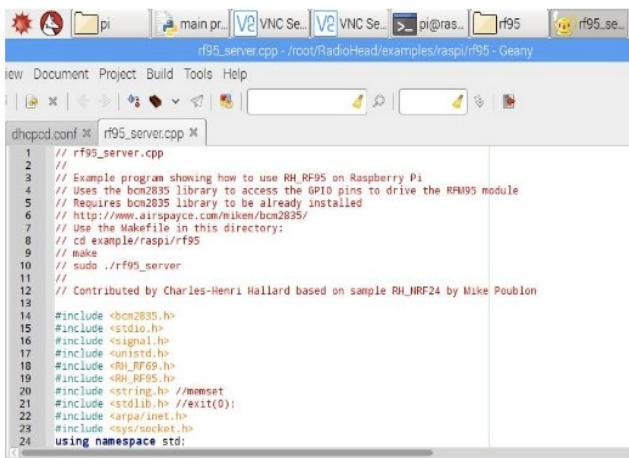 pi
main pr...
VNC Se...
VNC Se...
pi@ras...
rf95
rf95_se...
rf95_server.cpp - /root/RadioHead/examples/raspi/rf95 - Geany
iew Document Project Build Tools Help
dhcpcd.conf
rf95_server.cpp
1 // rf95_server.cpp
2 //
3 // Example program showing how to use RH_RF95 on Raspberry Pi
4 // Uses the bcm2835 library to access the GPIO pins to drive the RFM95 module
5 // Requires bcm2835 library to be already installed
6 // http://www.airspayce.com/mikem/bcm2835/
7 // Use the Makefile in this directory:
8 // cd example/raspi/rf95
9 // make
10 // sudo ./rf95_server
11 //
12 // Contributed by Charles-Henri Hallard based on sample RH_NRF24 by Mike Poublon
13
14 #include <bcm2835.h>
15 #include <stdio.h>
16 #include <signal.h>
17 #include <unistd.h>
18 #include <RH_RF69.h>
19 #include <RH_RF95.h>
20 #include <string.h> //memset
21 #include <stdlib.h> //exit(0);
22 #include <arpa/inet.h>
23 #include <sys/socket.h>
24 using namespace std;